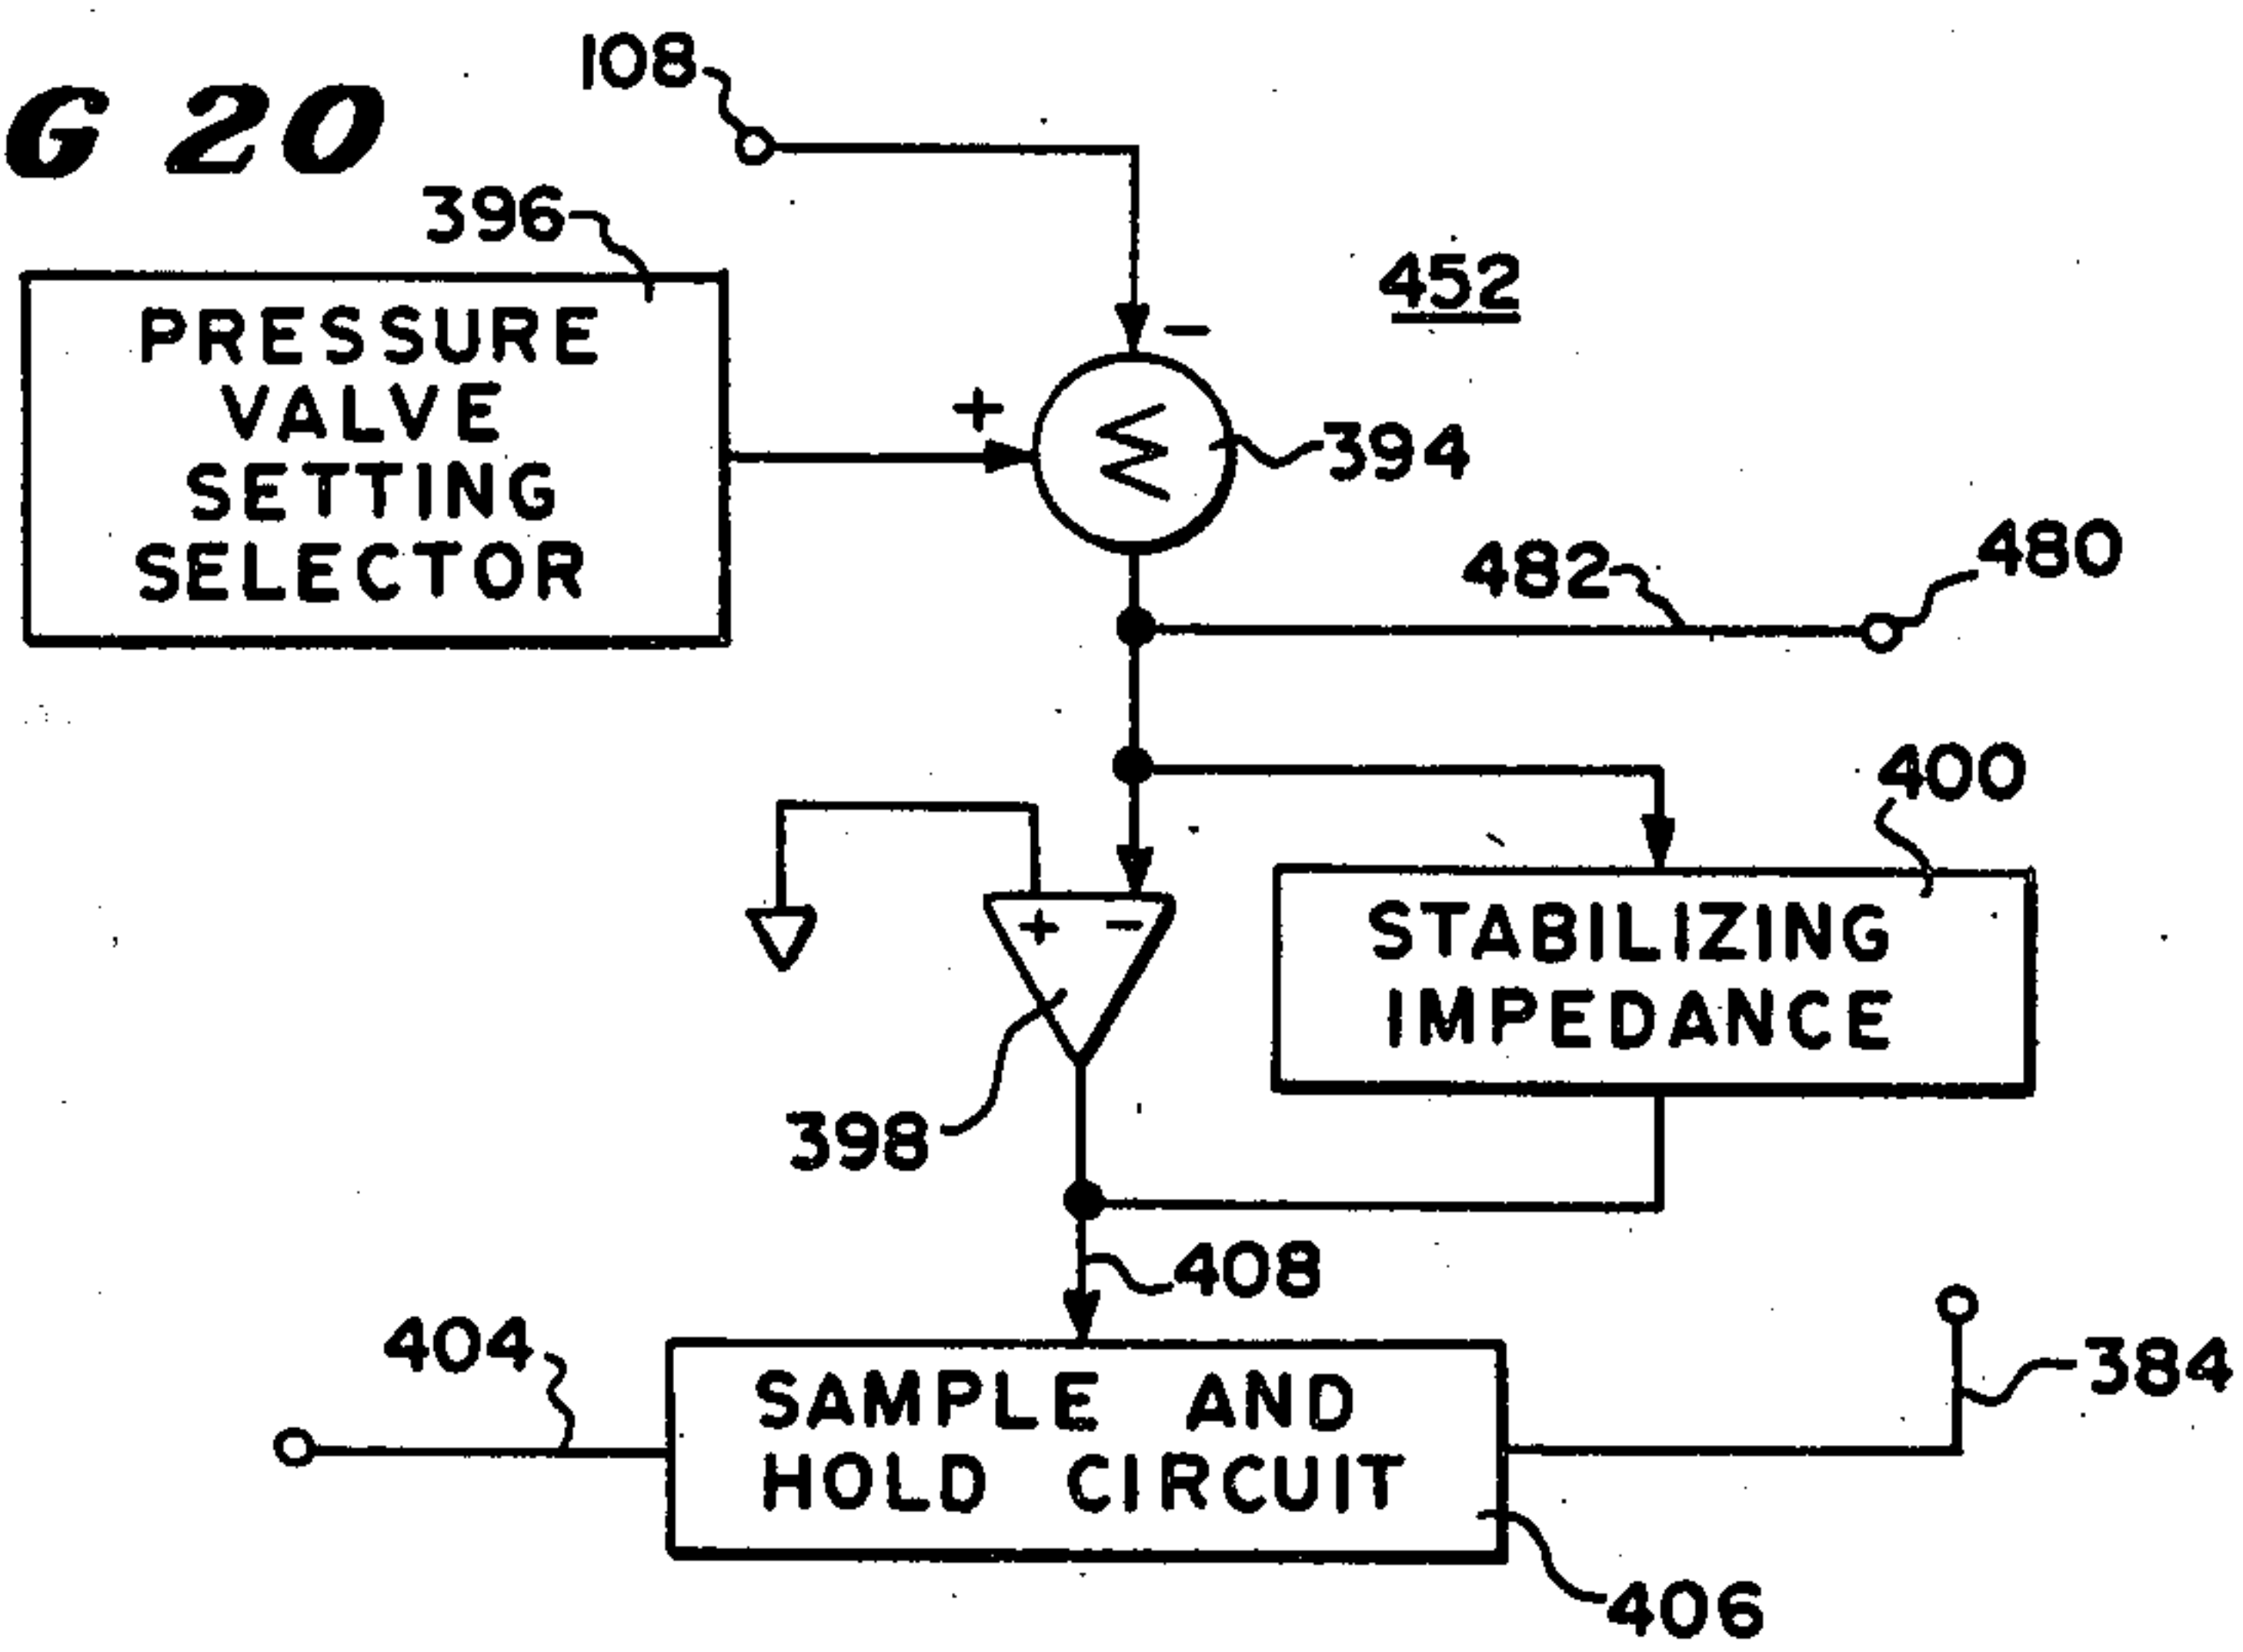 G 20
108
396
PRESSURE
VALVE
SETTING
SELECTOR
452
-
+
394
482
480
400
+ -
STABILIZING
IMPEDANCE
398
408
404
384
SAMPLE AND
HOLD CIRCUIT
406